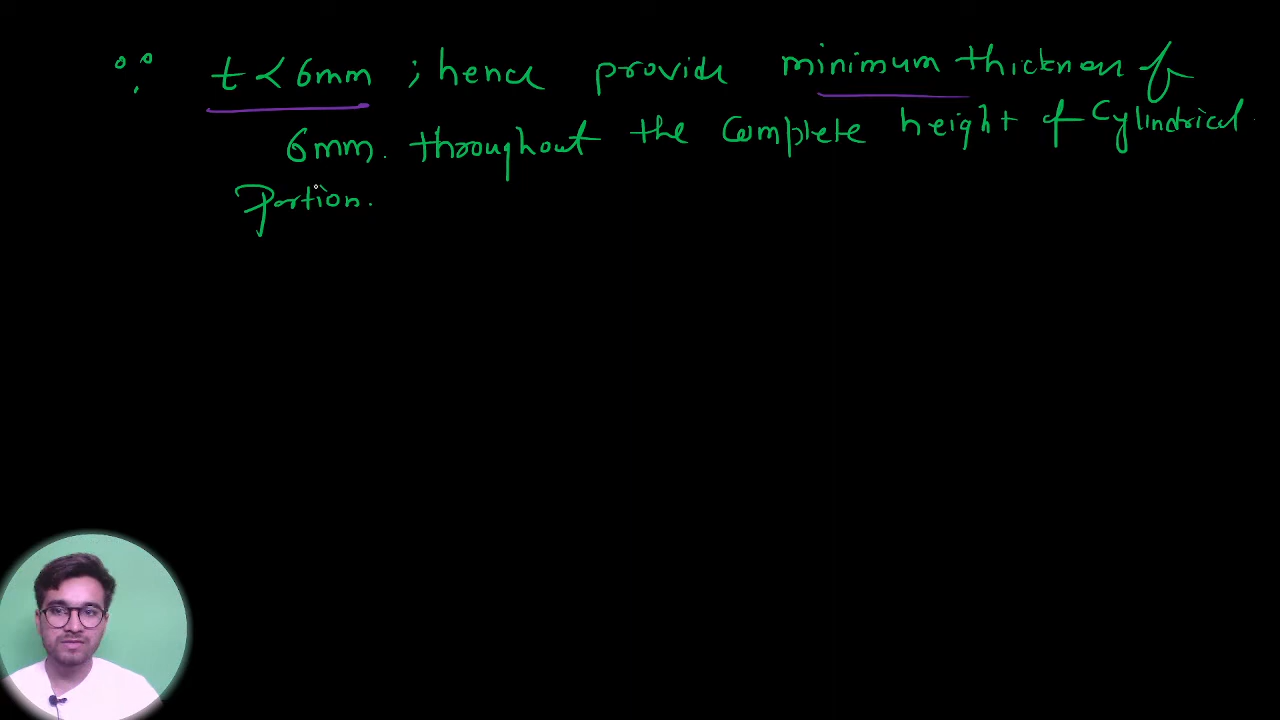 ∵ t < 6mm ; hence provide minimum thickness of
6mm. throughout the complete height of Cylindrical
Portion.